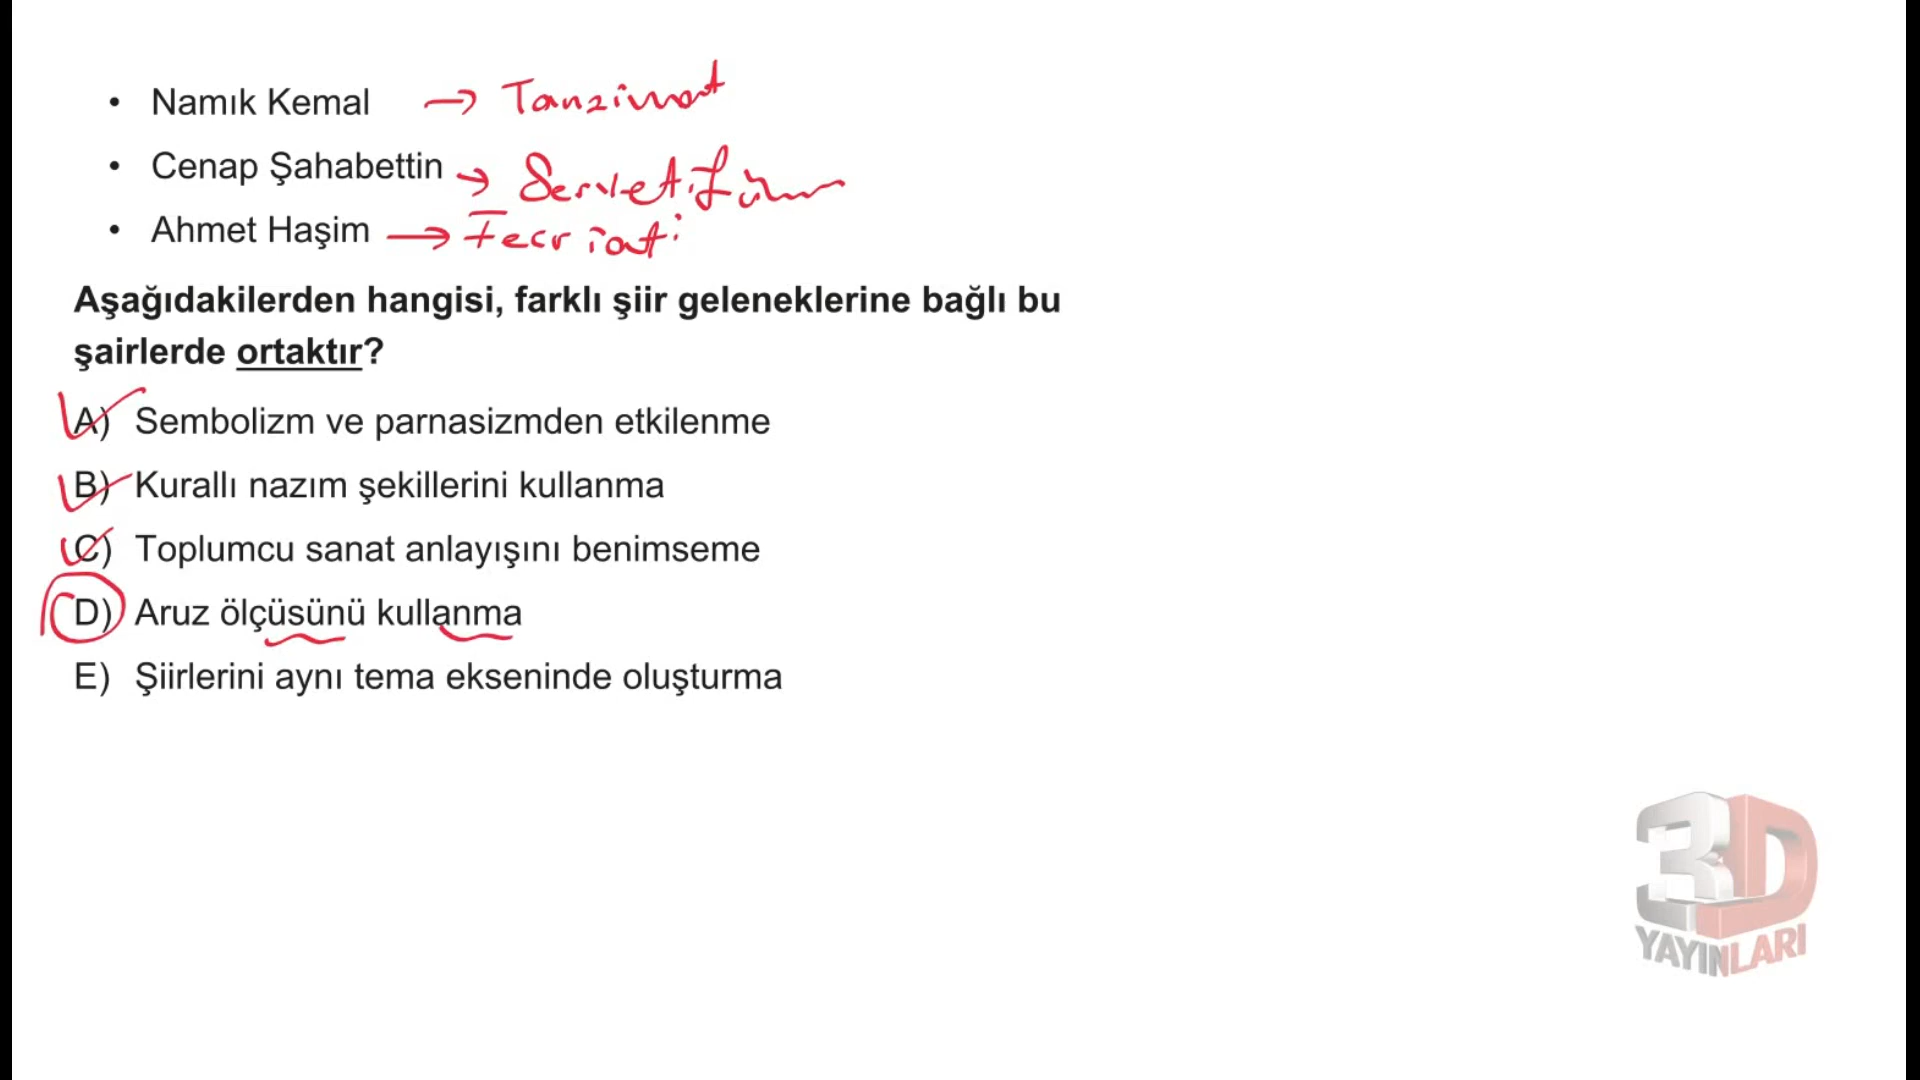 • Namık Kemal → Tanzimat
• Cenap Şahabettin → Servetifünun
• Ahmet Haşim → Fecriati
Aşağıdakilerden hangisi, farklı şiir geleneklerine bağlı bu
şairlerde ortaktır?
A) Sembolizm ve parnasizmden etkilenme
B) Kurallı nazım şekillerini kullanma
C) Toplumcu sanat anlayışını benimseme
D) Aruz ölçüsünü kullanma
E) Şiirlerini aynı tema ekseninde oluşturma
3D
YAYINLARI